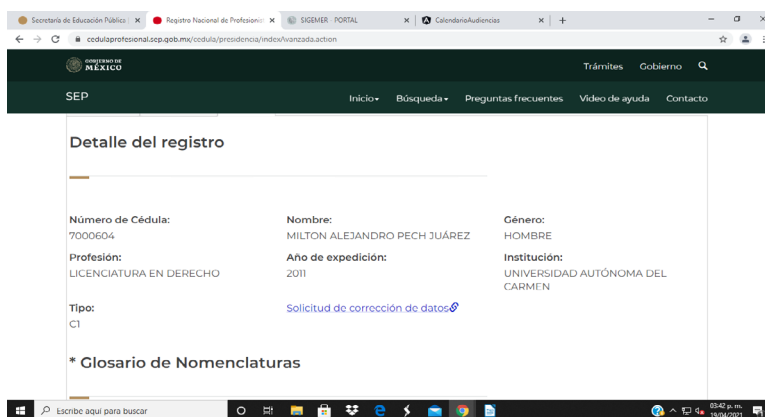 Secretaría de Educación Pública |
Registro Nacional de Profesionis
SIGEMER - PORTAL
CalendarioAudiencias
cedulaprofesional.sep.gob.mx/cedula/presidencia/indexAvanzada.action
GOBIERNO DE
MÉXICO
Trámites Gobierno
SEP
Inicio Búsqueda Preguntas frecuentes Video de ayuda Contacto
Detalle del registro
Número de Cédula: Nombre: Género:
7000604 MILTON ALEJANDRO PECH JUÁREZ HOMBRE
Profesión: Año de expedición: Institución:
LICENCIATURA EN DERECHO 2011 UNIVERSIDAD AUTÓNOMA DEL
CARMEN
Tipo: Solicitud de corrección de datos
C1
* Glosario de Nomenclaturas
Escribe aquí para buscar
03:42 p. m.
19/04/2021